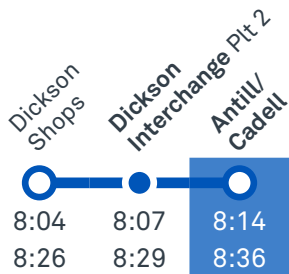 Dickson
Shops
Dickson
Interchange Plt 2
Antill/
Cadell
8:04 8:07 8:14
8:26 8:29 8:36